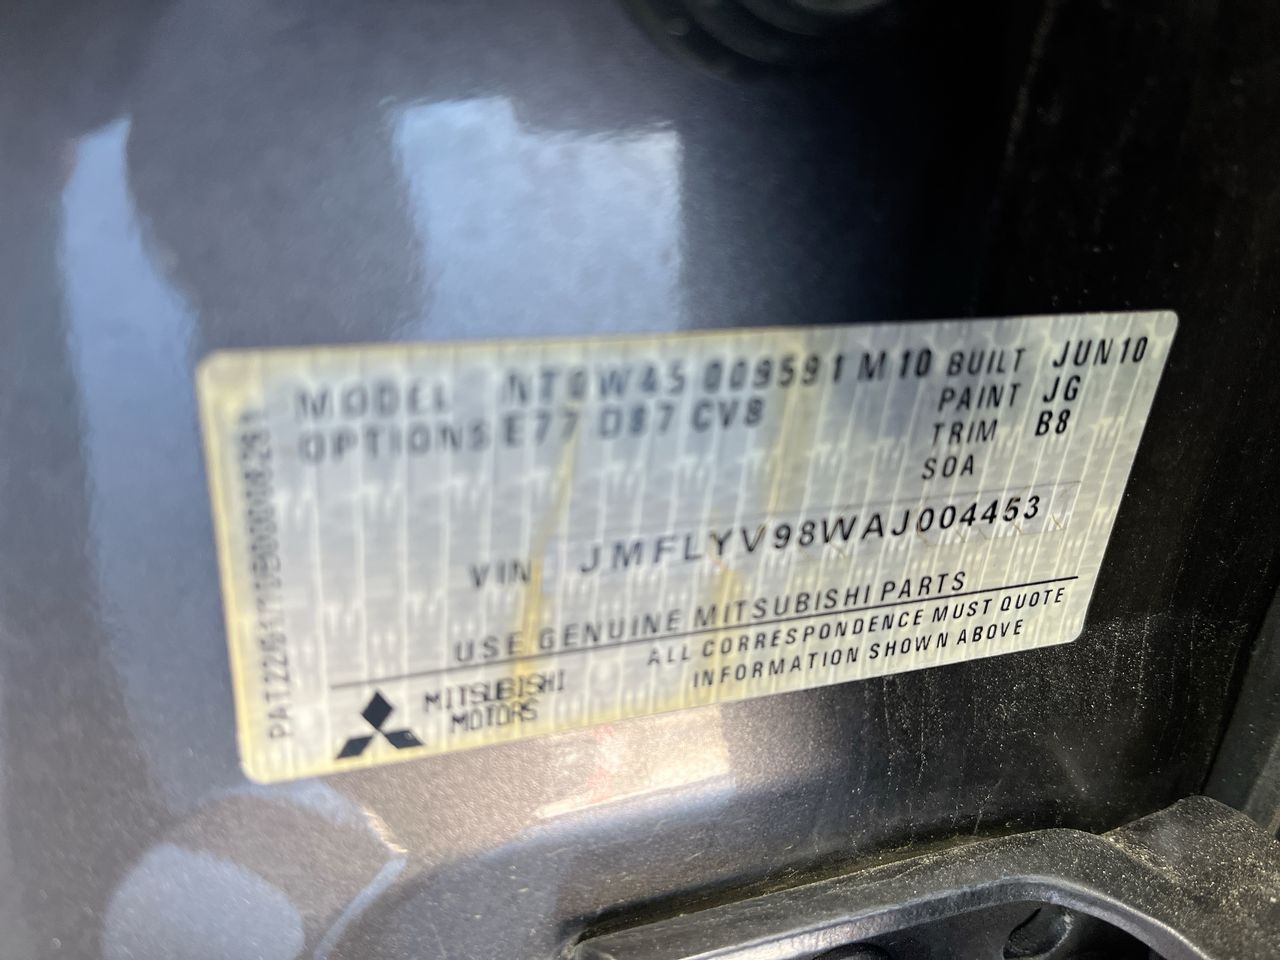 MODEL NT0W45 009591 M10 BUILT JUN10
OPTIONS E77 D87 CV8 PAINT JG
TRIM B8
SOA
VIN JMFLYV98WAJ004453
USE GENUINE MITSUBISHI PARTS
ALL CORRESPONDENCE MUST QUOTE
INFORMATION SHOWN ABOVE
MITSUBISHI
MOTORS